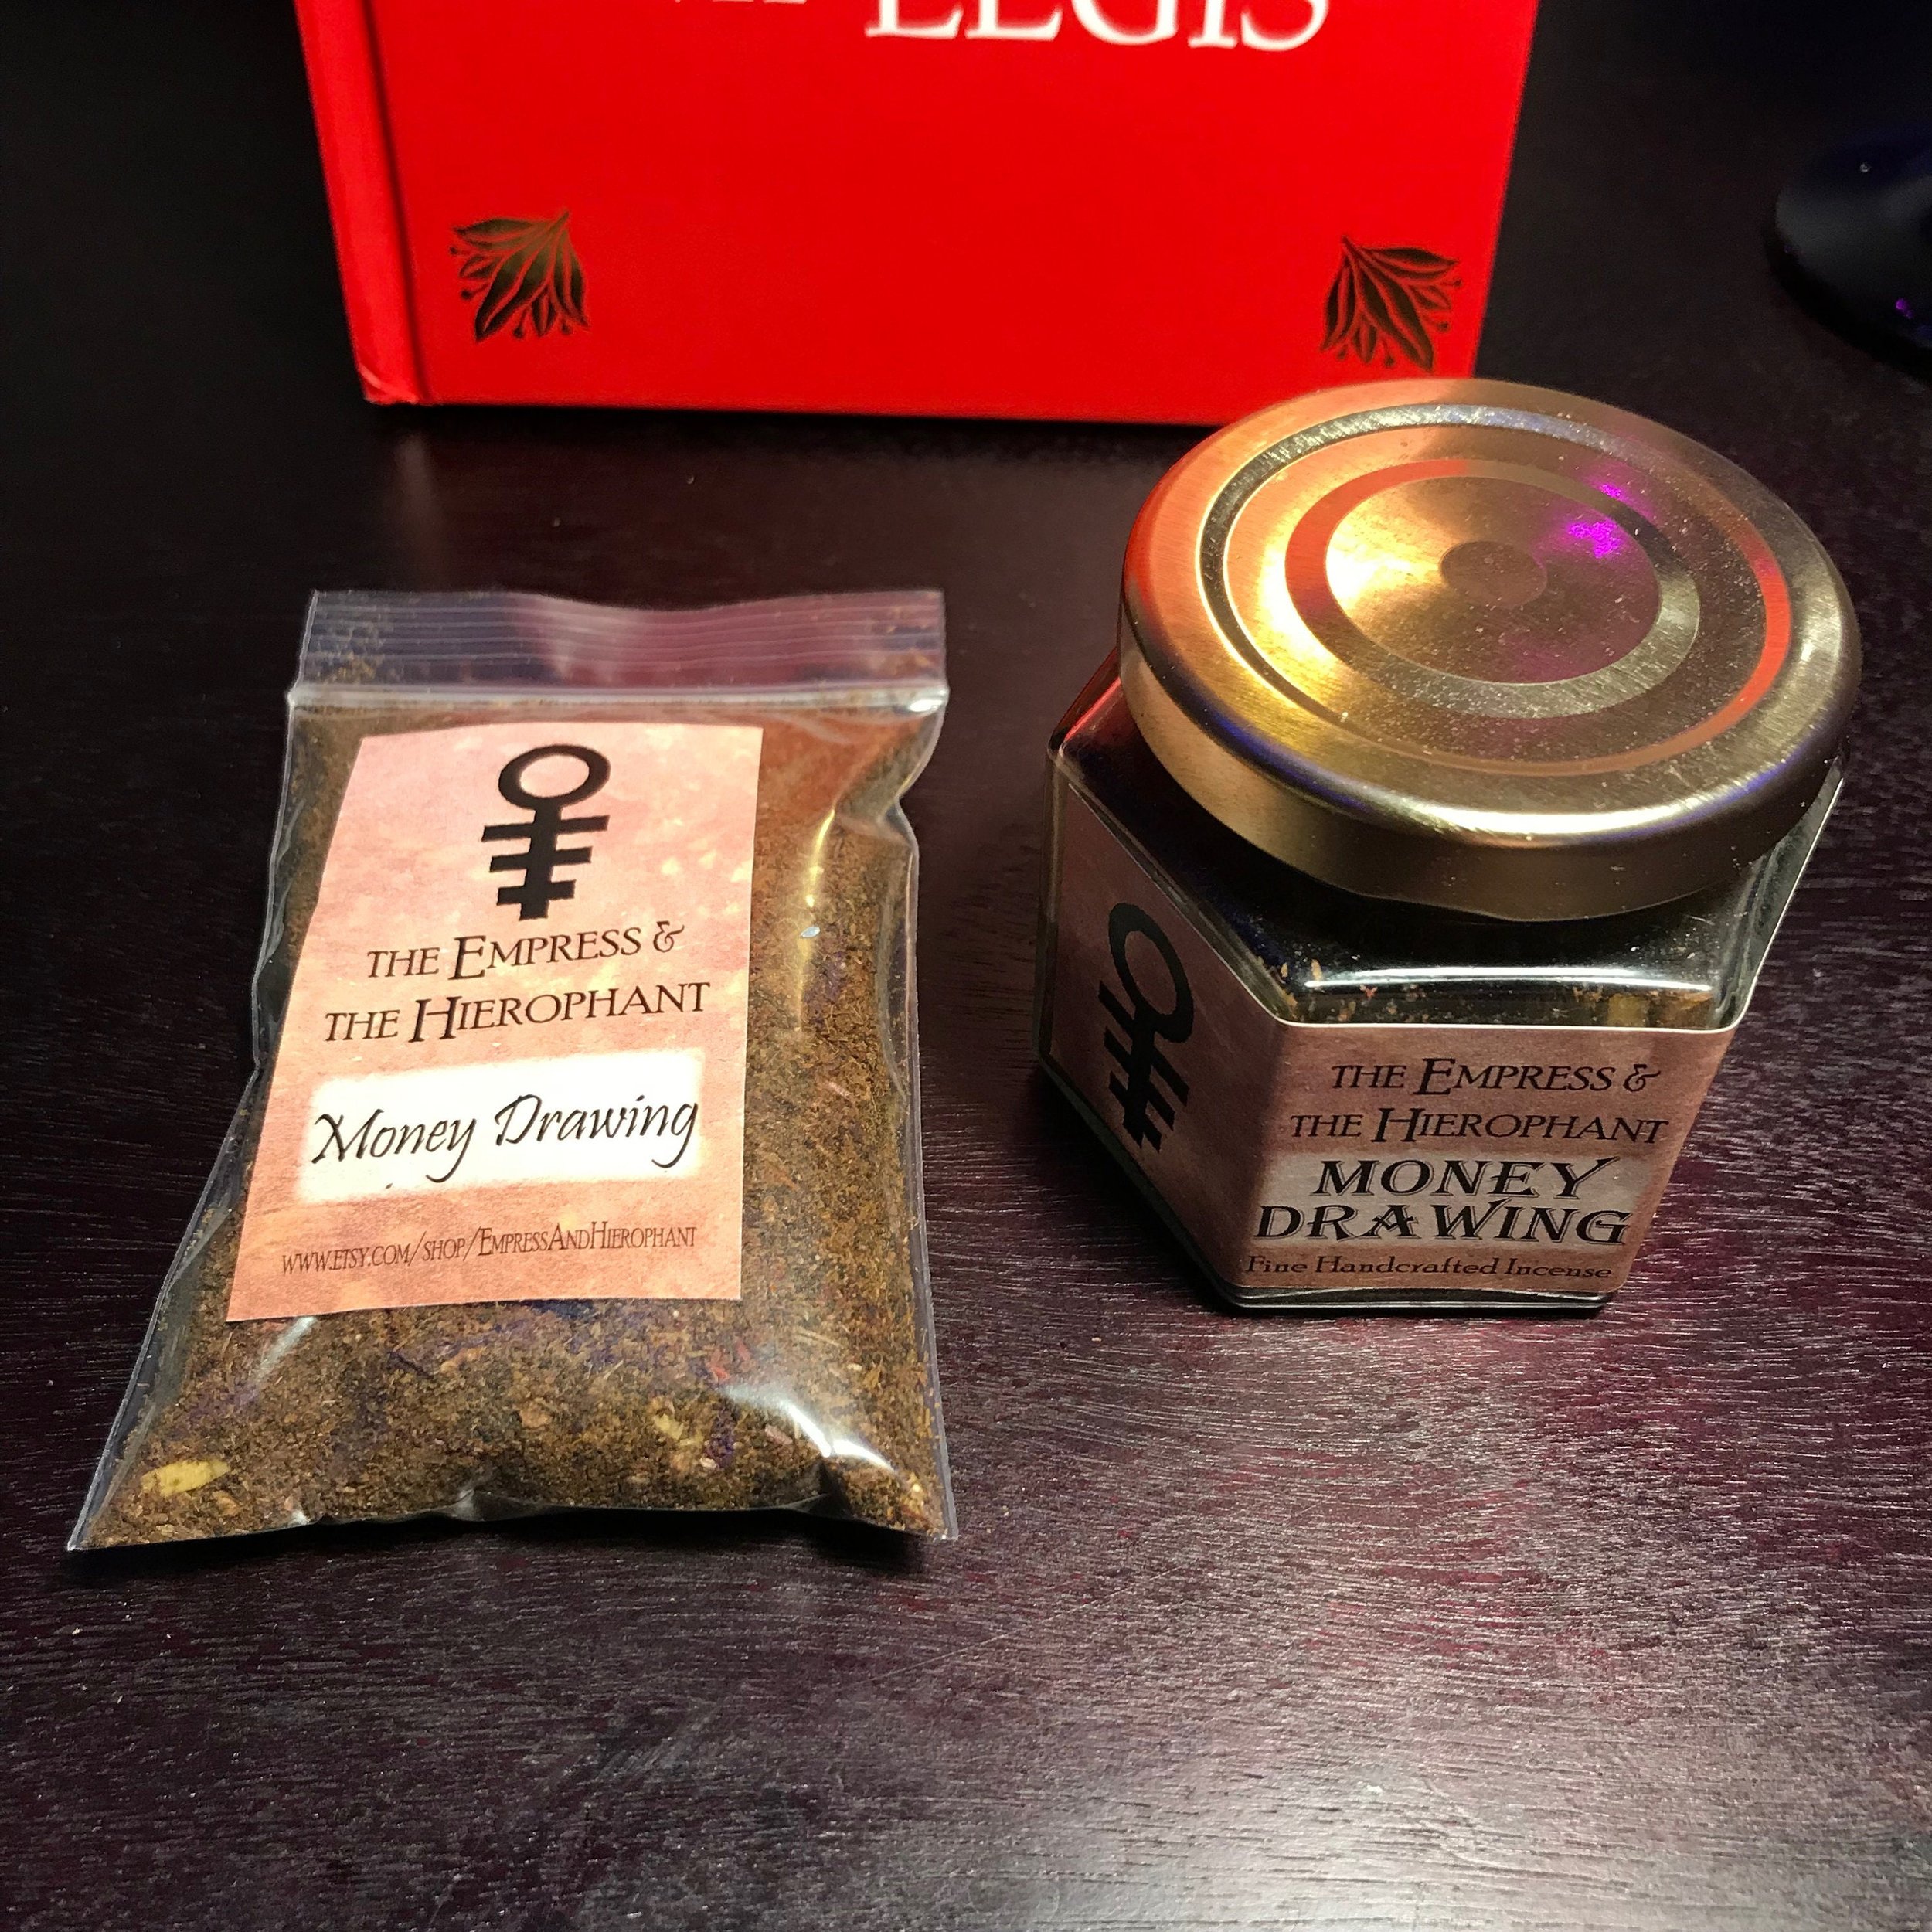 LEGIS
THE EMPRESS &
THE HIEROPHANT
Money Drawing
WWW.ETSY.COM/SHOP/EMPRESSANDHIEROPHANT
THE EMPRESS &
THE HIEROPHANT
MONEY
DRAWING
Fine Handcrafted Incense